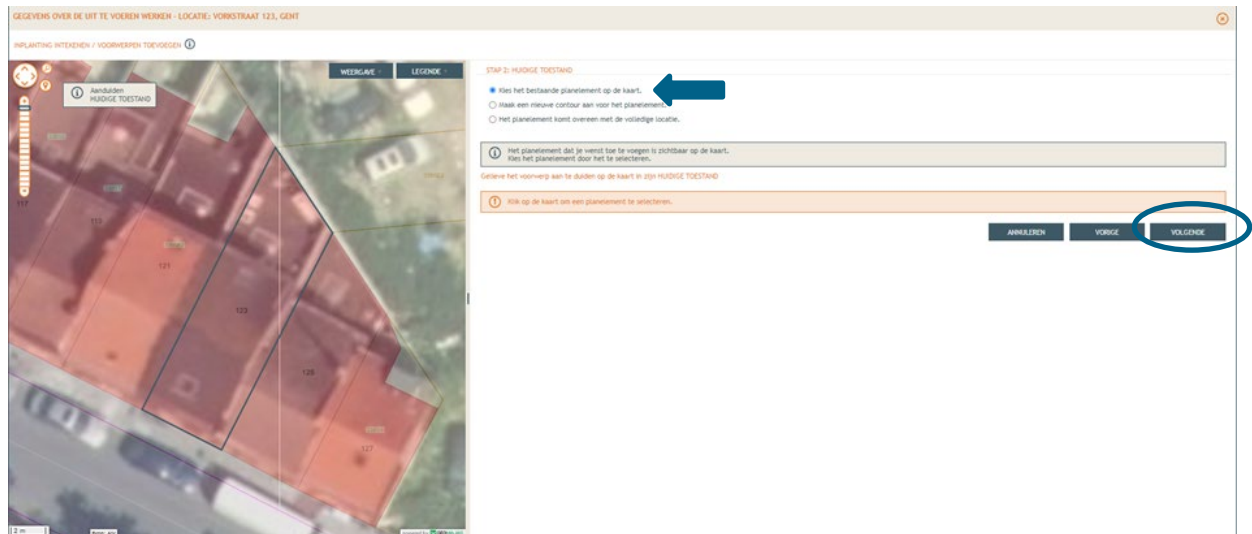 GEGEVENS OVER DE UIT TE VOEREN WERKEN - LOCATIE: VORKSTRAAT 123, GENT
INPLANTING INTEKENEN / VOORWERPEN TOEVOEGEN
Aanduiden
HUIDIGE TOESTAND
WEERGAVE
LEGENDE
117
113
121
123
125
127
2 m
STAP 2: HUIDIGE TOESTAND
Kies het bestaande planelement op de kaart.
Maak een nieuwe contour aan voor het planelement.
Het planelement komt overeen met de volledige locatie.
Het planelement dat je wenst toe te voegen is zichtbaar op de kaart.
Kies het planelement door het te selecteren.
Gelieve het voorwerp aan te duiden op de kaart in zijn HUIDIGE TOESTAND
Klik op de kaart om een planelement te selecteren.
ANNULEREN
VORIGE
VOLGENDE